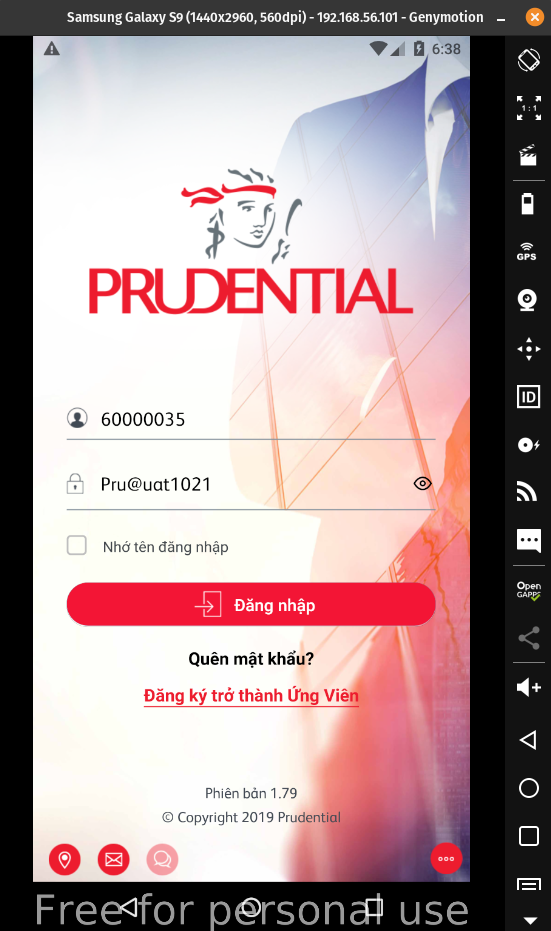 Samsung Galaxy S9 (1440x2960, 560dpi) - 192.168.56.101 - Genymotion
6:38
1:1
GPS
PRUDENTIAL
ID
60000035
Pru@uat1021
Nhớ tên đăng nhập
Open
GAPPS
Đăng nhập
Quên mật khẩu?
Đăng ký trở thành Ứng Viên
Phiên bản 1.79
© Copyright 2019 Prudential
Free for personal use